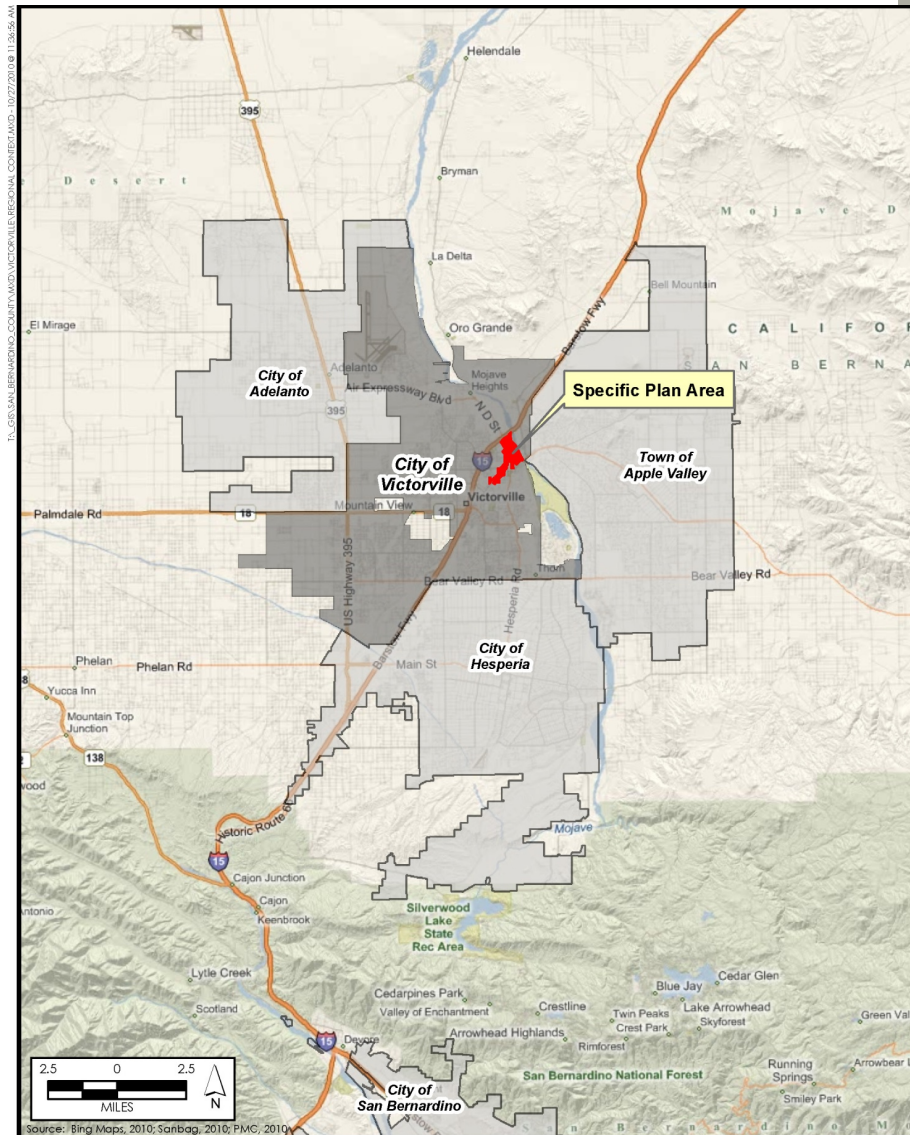 T:\_GIS\SAN_BERNARDINO_COUNTY\MXD\VICTORVILLE\REGIONAL CONTEXT.MXD - 10/27/2010 @ 11:36:56 AM
Helendale
395
Bryman
Desert
Mojave D
La Delta
Bell Mountain
El Mirage
Oro Grande
Barstow Fwy
CALIFOR
SAN BERNA
City of
Adelanto
Adelanto
Mojave
Heights
Air Expressway Blvd
N D St
395
Specific Plan Area
City of
Victorville
15
Town of
Apple Valley
Victorville
Mountain View
Palmdale Rd
18
18
US Highway 395
Thorn
Bear Valley Rd
Bear Valley Rd
Hesperia Rd
Barstow Fwy
City of
Hesperia
Phelan
Phelan Rd
Main St
Yucca Inn
Mountain Top
Junction
138
wood
Historic Route 6
Mojave
15
Cajon Junction
Cajon
Keenbrook
Antonio
Silverwood
Lake
State
Rec Area
Lytle Creek
Cedar Glen
Blue Jay
Cedarpines Park
Valley of Enchantment
Crestline
Lake Arrowhead
Twin Peaks
Skyforest
Scotland
Crest Park
Green Val
Arrowhead Highlands
Rimforest
15
Devore
Running
Springs
Arrowbear L
San Bernardino National Forest
Smiley Park
City of
San Bernardino
2.5 0 2.5
MILES
N
Source: Bing Maps, 2010; Sanbag, 2010; PMC, 2010